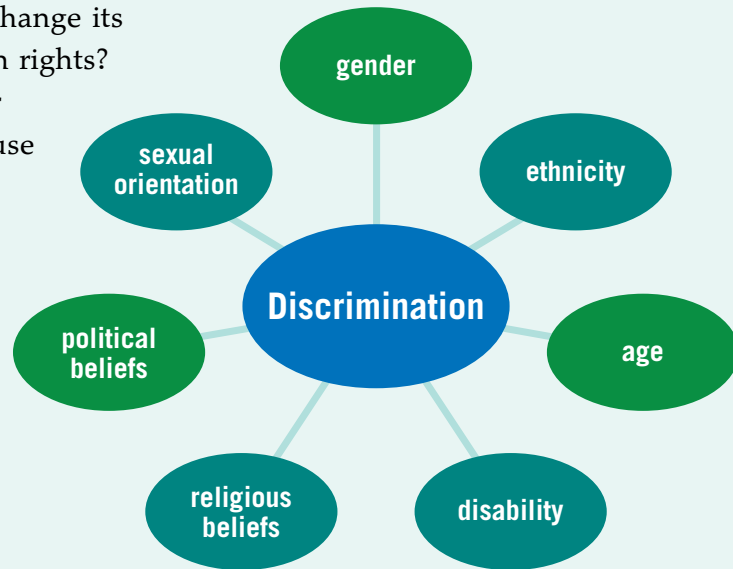 hange its
rights?
use
gender
sexual
orientation
ethnicity
Discrimination
political
beliefs
age
religious
beliefs
disability